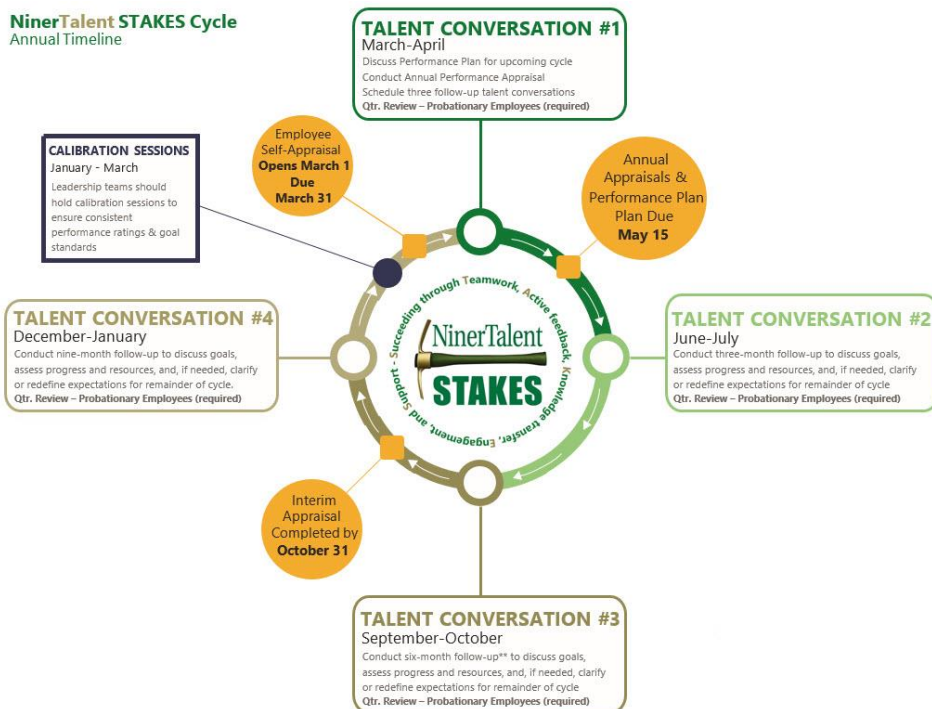 NinerTalent STAKES Cycle
Annual Timeline
TALENT CONVERSATION #1
March-April
Discuss Performance Plan for upcoming cycle
Conduct Annual Performance Appraisal
Schedule three follow-up talent conversations
Qtr. Review – Probationary Employees (required)
CALIBRATION SESSIONS
January - March
Leadership teams should
hold calibration sessions to
ensure consistent
performance ratings & goal
standards
Employee
Self-Appraisal
Opens March 1
Due
March 31
Annual
Appraisals &
Performance Plan
Plan Due
May 15
TALENT CONVERSATION #4
December-January
Conduct nine-month follow-up to discuss goals,
assess progress and resources, and, if needed, clarify
or redefine expectations for remainder of cycle.
Qtr. Review – Probationary Employees (required)
Succeeding through Teamwork, Active feedback, Knowledge transfer, Engagement, and Support -
NinerTalent
STAKES
TALENT CONVERSATION #2
June-July
Conduct three-month follow-up to discuss goals,
assess progress and resources, and, if needed, clarify
or redefine expectations for remainder of cycle
Qtr. Review – Probationary Employees (required)
Interim
Appraisal
Completed by
October 31
TALENT CONVERSATION #3
September-October
Conduct six-month follow-up** to discuss goals,
assess progress and resources, and, if needed, clarify
or redefine expectations for remainder of cycle
Qtr. Review – Probationary Employees (required)